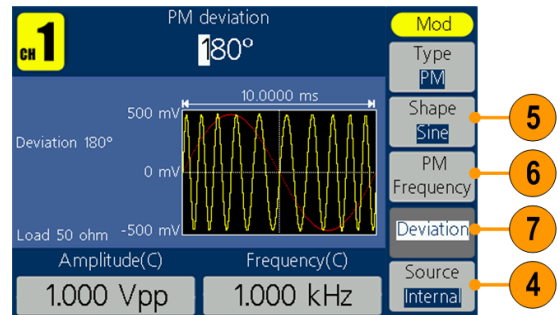 CH 1
PM deviation
180°
Mod
Type
PM
Shape
Sine
5
PM
Frequency
6
Deviation
7
Source
Internal
4
10.0000 ms
500 mV
Deviation 180°
0 mV
Load 50 ohm
-500 mV
Amplitude(C)
Frequency(C)
1.000 Vpp
1.000 kHz